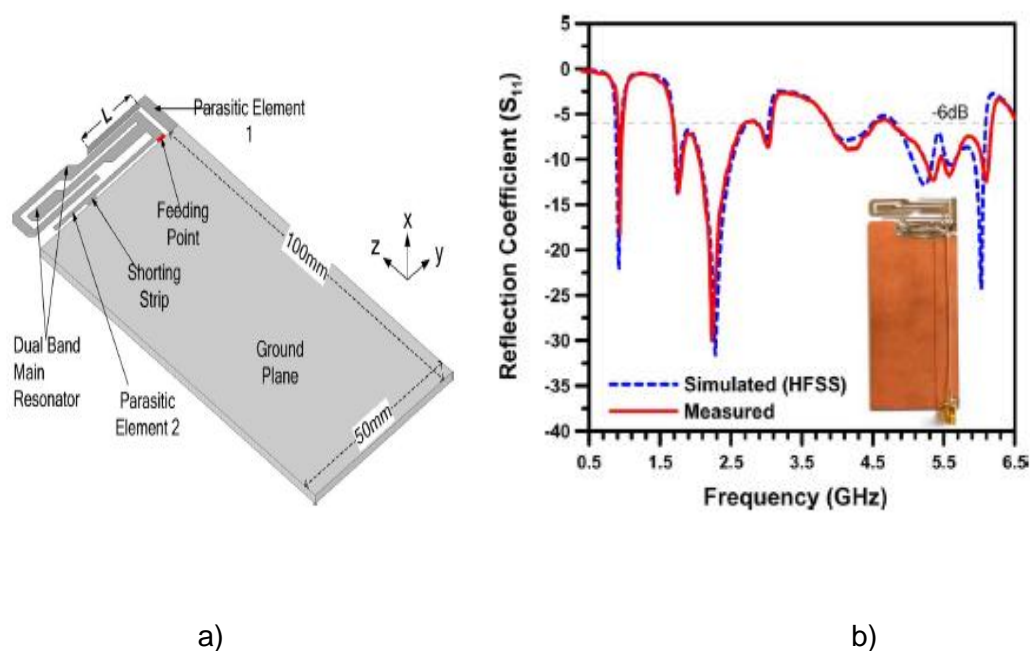 L
Parasitic Element
1
Feeding
Point
Shorting
Strip
Dual Band
Main
Resonator
Parasitic
Element 2
Ground
Plane
100mm
50mm
x
z
y
a)
Reflection Coefficient (S11)
5
0
-5
-10
-15
-20
-25
-30
-35
-40
-6dB
Simulated (HFSS)
Measured
0.5 1.5 2.5 3.5 4.5 5.5 6.5
Frequency (GHz)
b)